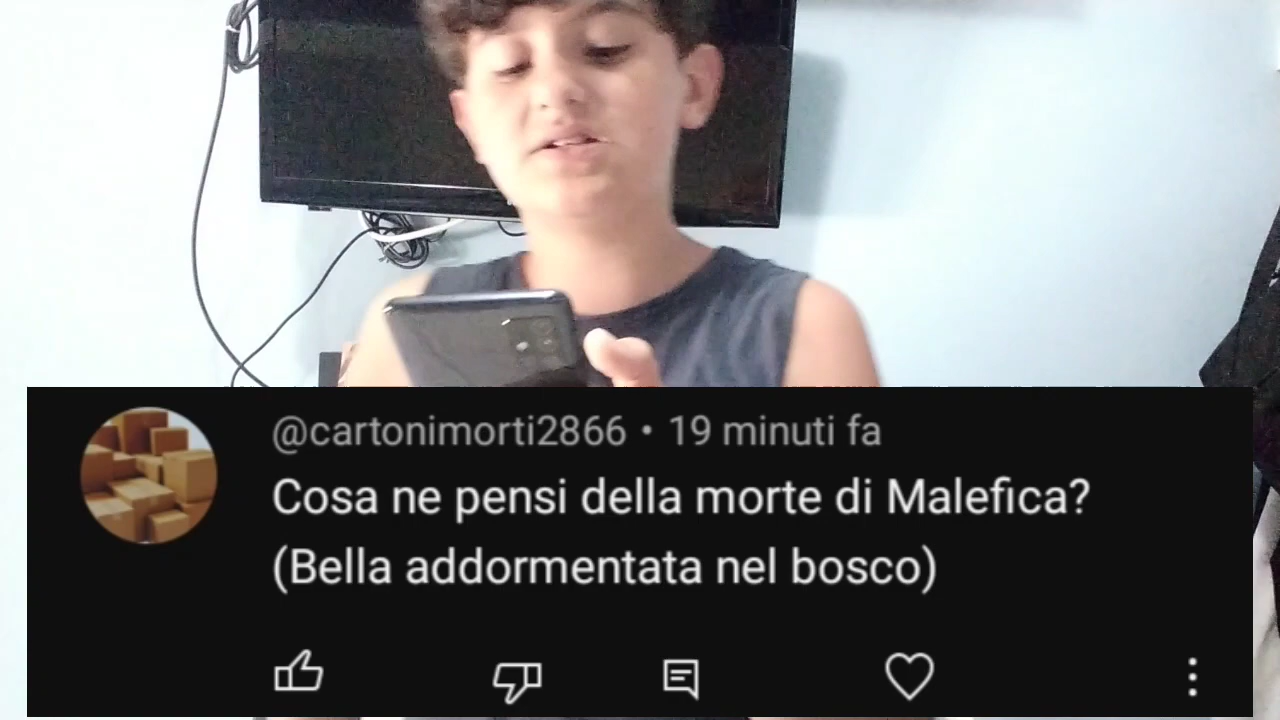 @cartonimorti2866 • 19 minuti fa
Cosa ne pensi della morte di Malefica?
(Bella addormentata nel bosco)